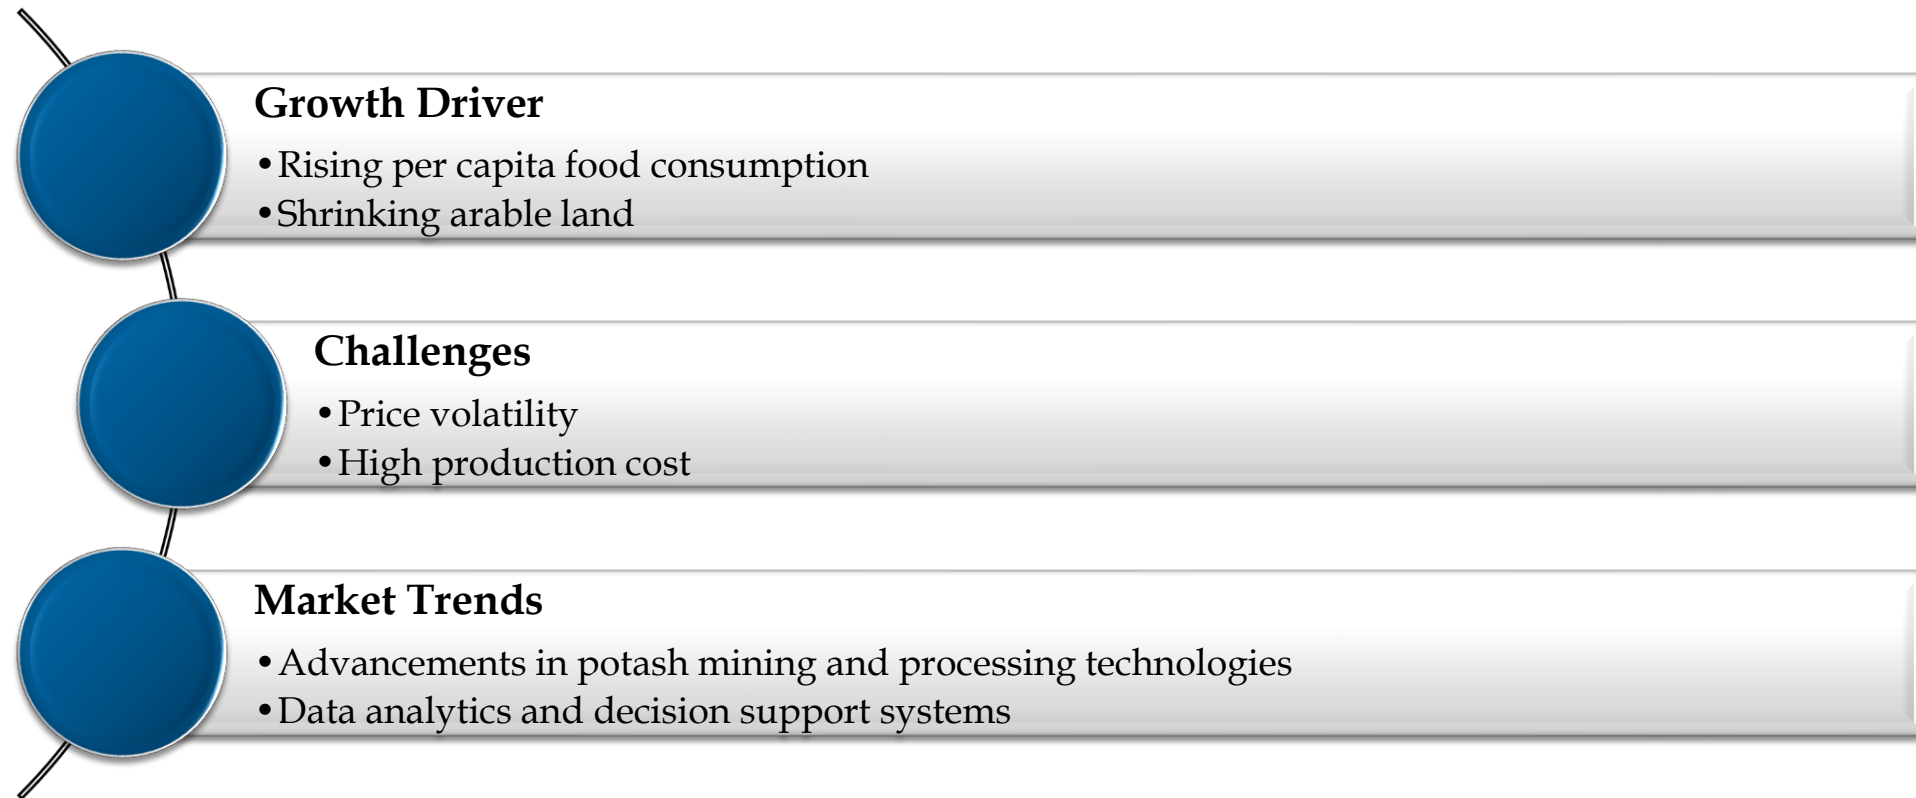 Growth Driver
•Rising per capita food consumption
•Shrinking arable land
Challenges
•Price volatility
•High production cost
Market Trends
•Advancements in potash mining and processing technologies
•Data analytics and decision support systems